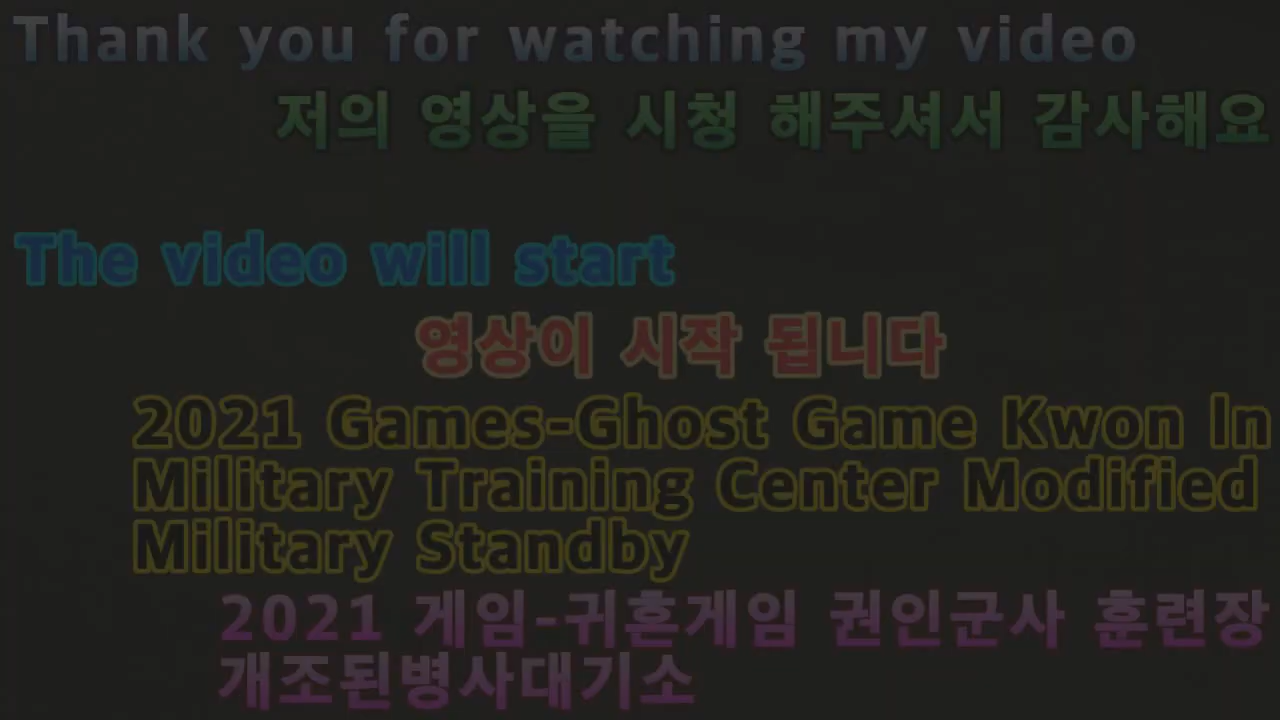 Thank you for watching my video
저의 영상을 시청 해주셔서 감사해요
The video will start
영상이 시작 됩니다
2021 Games-Ghost Game Kwon In
Military Training Center Modified
Military Standby
2021 게임-귀흔게임 권인군사 훈련장
개조된병사대기소